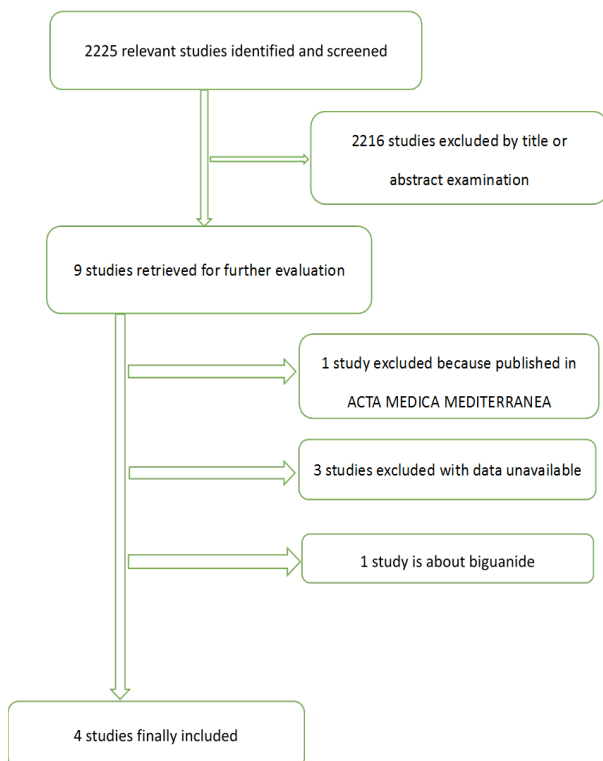 2225 relevant studies identified and screened
2216 studies excluded by title or
abstract examination
9 studies retrieved for further evaluation
1 study excluded because published in
ACTA MEDICA MEDITERRANEA
3 studies excluded with data unavailable
1 study is about biguanide
4 studies finally included